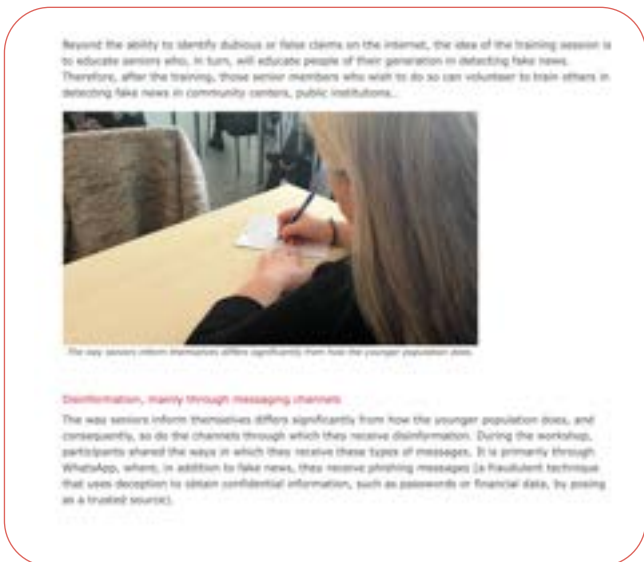 Beyond the ability to identify dubious or false claims on the internet, the idea of the training session is
to educate seniors who, in turn, will educate people of their generation in detecting fake news.
Therefore, after the training, those senior members who wish to do so can volunteer to train others in
detecting fake news in community centers, public institutions...
The way seniors inform themselves differs significantly from how the younger population does.
Disinformation, mainly through messaging channels
The way seniors inform themselves differs significantly from how the younger population does, and
consequently, so do the channels through which they receive disinformation. During the workshop,
participants shared the ways in which they receive these types of messages. It is primarily through
WhatsApp, where, in addition to fake news, they receive phishing messages (a fraudulent technique
that uses deception to obtain confidential information, such as passwords or financial data, by posing
as a trusted source).